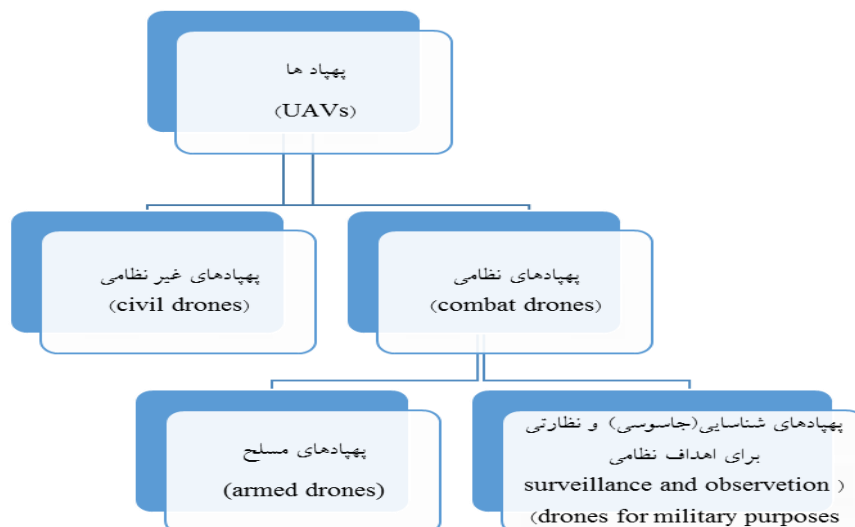 پهپاد ها
(UAVs)
پهپادهای غیر نظامی
(civil drones)
پهپادهای نظامی
(combat drones)
پهپادهای مسلح
(armed drones)
پهپادهای شناسایی(جاسوسی) و نظارتی
برای اهداف نظامی
surveillance and observetion (
(drones for military purposes